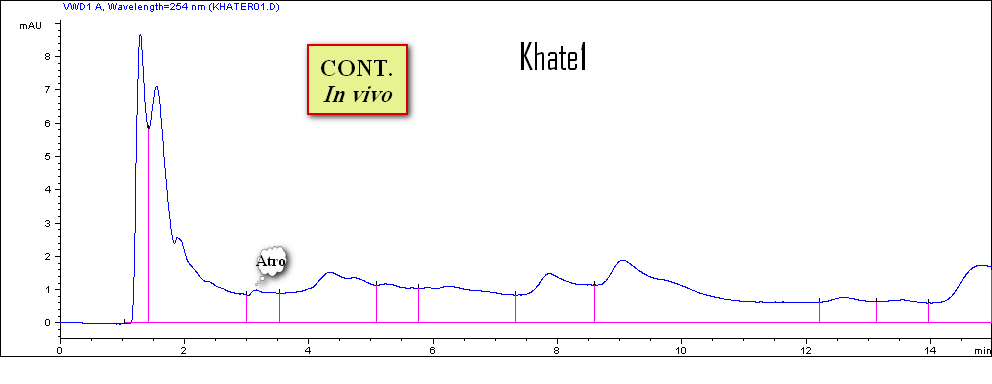 VWD1 A, Wavelength=254 nm (KHATER01.D)
mAU
Khate1
CONT.
In vivo
8
7
6
5
4
3
2
Atro
1
0
0 2 4 6 8 10 12 14 min